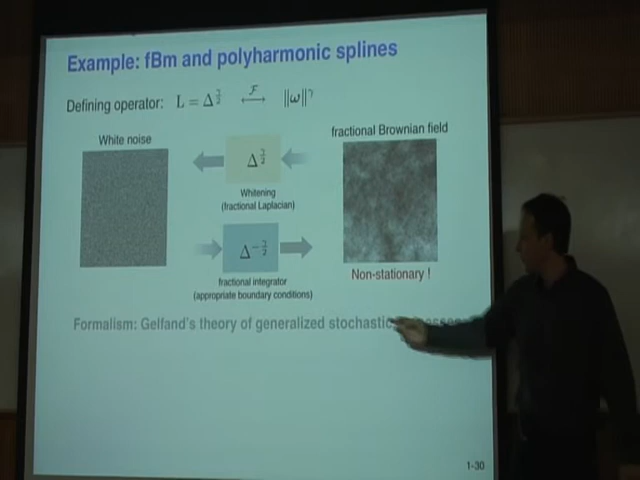 Example: fBm and polyharmonic splines
Defining operator: L = Δ^{γ/2} ⟷^{F} ‖ω‖^γ
White noise
fractional Brownian field
Δ^{γ/2}
Whitening
(fractional Laplacian)
Δ^{-γ/2}
fractional integrator
(appropriate boundary conditions)
Non-stationary !
Formalism: Gelfand's theory of generalized stochastic
1-30